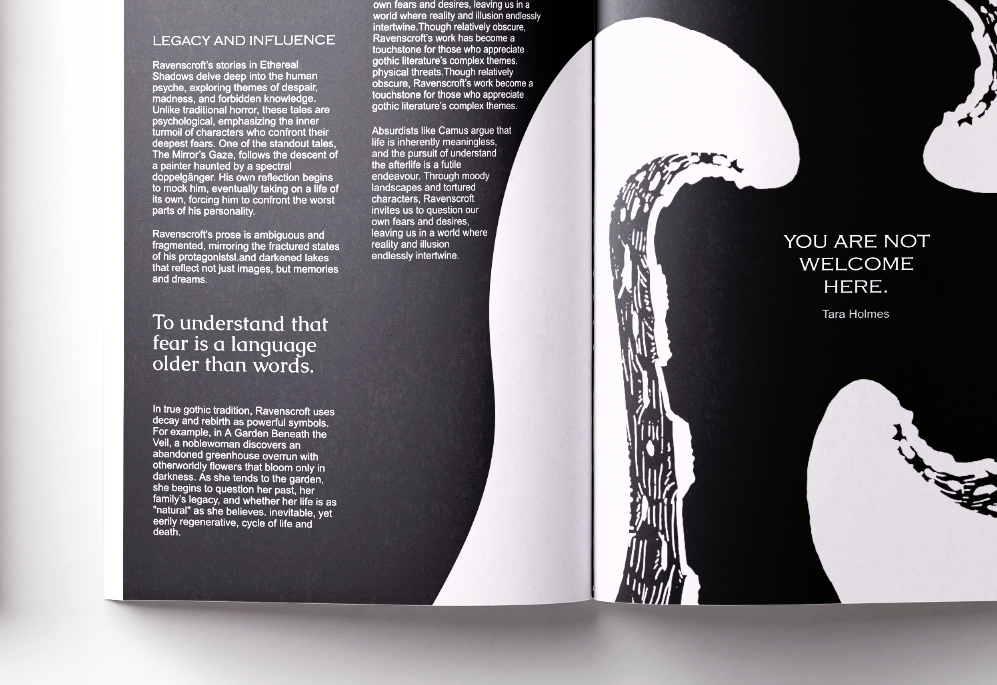 LEGACY AND INFLUENCE
Ravenscroft's stories in Ethereal
Shadows delve deep into the human
psyche, exploring themes of despair,
madness, and forbidden knowledge.
Unlike traditional horror, these tales are
psychological, emphasizing the inner
turmoil of characters who confront their
deepest fears. One of the standout tales,
The Mirror's Gaze, follows the descent of
a painter haunted by a spectral
doppelgänger. His own reflection begins
to mock him, eventually taking on a life of
its own, forcing him to confront the worst
parts of his personality.
Ravenscroft's prose is ambiguous and
fragmented, mirroring the fractured states
of his protagonistsl.and darkened lakes
that reflect not just images, but memories
and dreams.
To understand that
fear is a language
older than words.
In true gothic tradition, Ravenscroft uses
decay and rebirth as powerful symbols.
For example, in A Garden Beneath the
Veil, a noblewoman discovers an
abandoned greenhouse overrun with
otherworldly flowers that bloom only in
darkness. As she tends to the garden,
she begins to question her past, her
family's legacy, and whether her life is as
"natural" as she believes. inevitable, yet
eerily regenerative, cycle of life and
death.
own fears and desires, leaving us in a
world where reality and illusion endlessly
intertwine.Though relatively obscure,
Ravenscroft's work has become a
touchstone for those who appreciate
gothic literature's complex themes.
physical threats.Though relatively
obscure, Ravenscroft's work become a
touchstone for those who appreciate
gothic literature's complex themes.
Absurdists like Camus argue that
life is inherently meaningless,
and the pursuit of understand
the afterlife is a futile
endeavour. Through moody
landscapes and tortured
characters, Ravenscroft
invites us to question our
own fears and desires,
leaving us in a world where
reality and illusion
endlessly intertwine.
YOU ARE NOT
WELCOME
HERE.
Tara Holmes